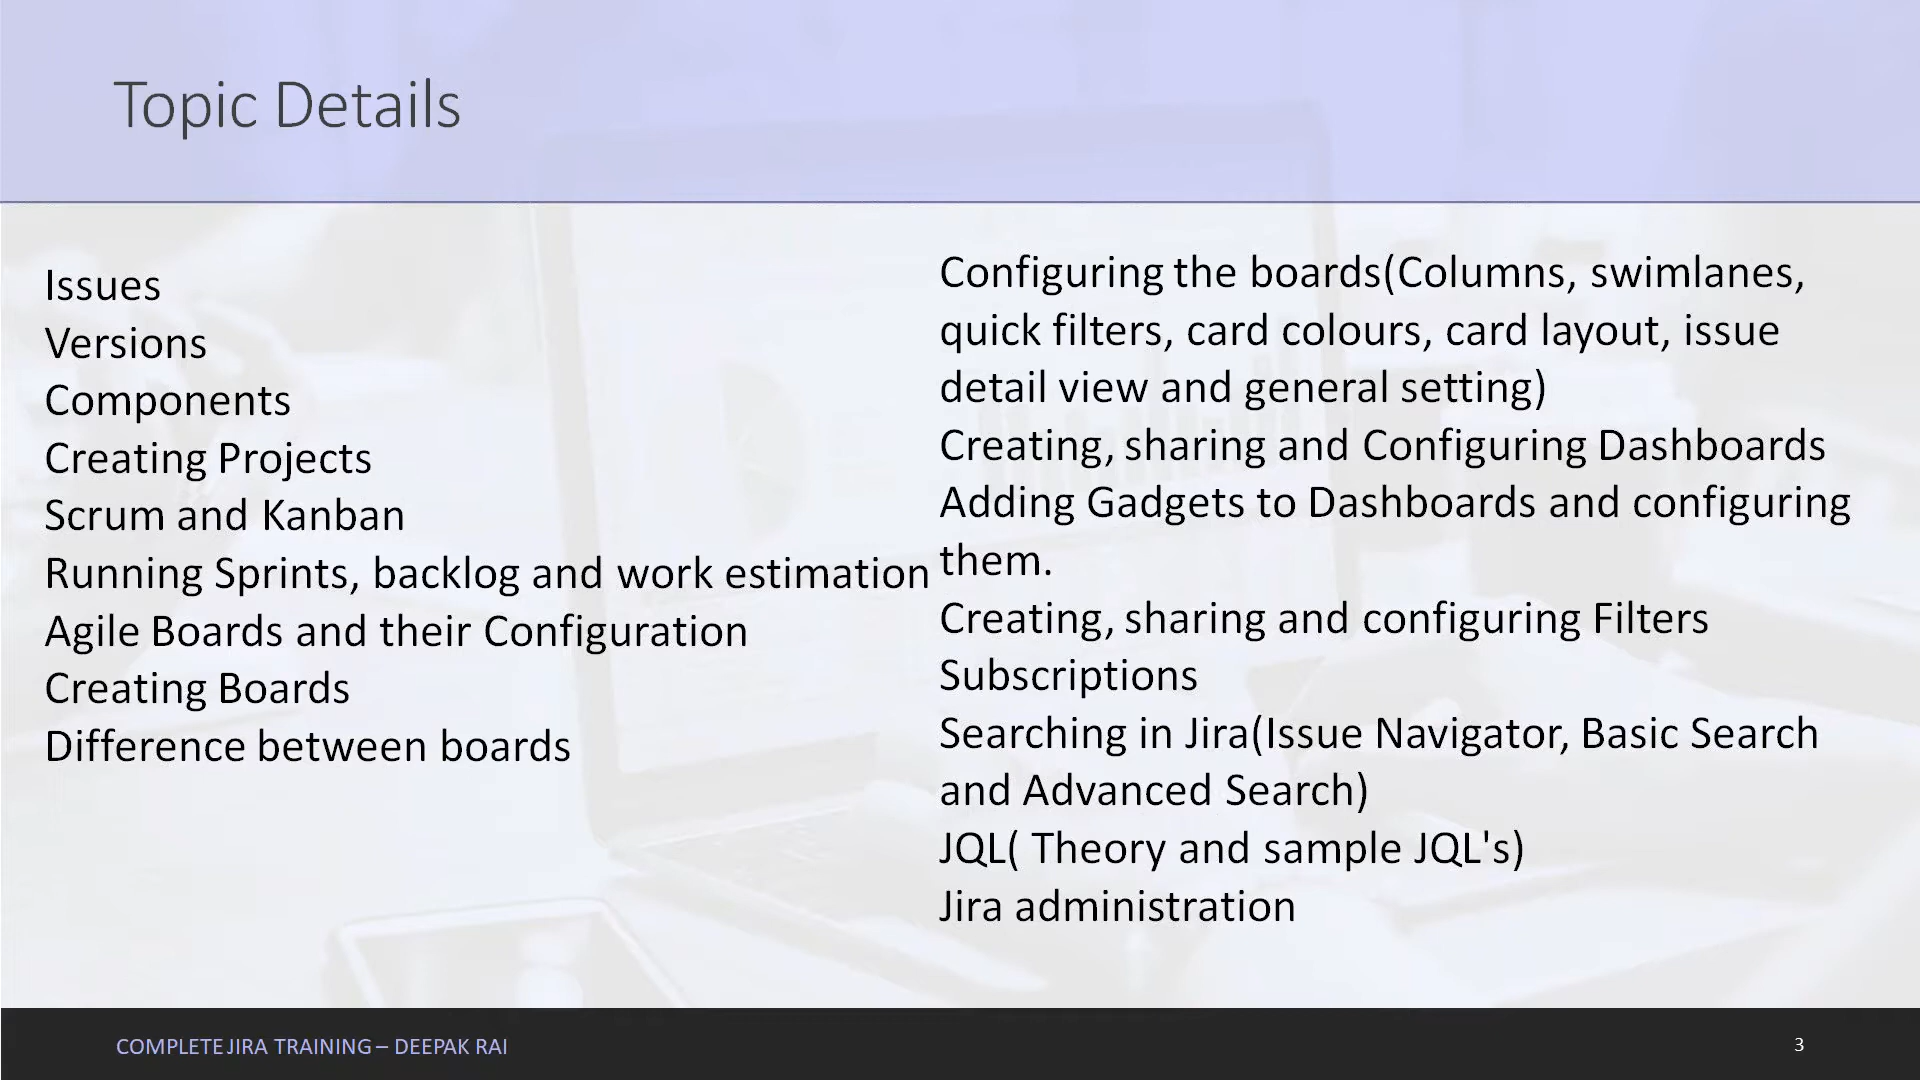 Topic Details
Issues
Versions
Components
Creating Projects
Scrum and Kanban
Running Sprints, backlog and work estimation
Agile Boards and their Configuration
Creating Boards
Difference between boards
Configuring the boards(Columns, swimlanes,
quick filters, card colours, card layout, issue
detail view and general setting)
Creating, sharing and Configuring Dashboards
Adding Gadgets to Dashboards and configuring
them.
Creating, sharing and configuring Filters
Subscriptions
Searching in Jira(Issue Navigator, Basic Search
and Advanced Search)
JQL( Theory and sample JQL's)
Jira administration
COMPLETE JIRA TRAINING – DEEPAK RAI
3